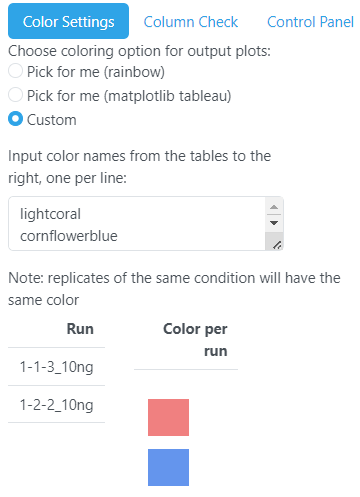 Color Settings Column Check Control Panel
Choose coloring option for output plots:
Pick for me (rainbow)
Pick for me (matplotlib tableau)
Custom
Input color names from the tables to the
right, one per line:
lightcoral
cornflowerblue
Note: replicates of the same condition will have the
same color
Run
1-1-3_10ng
1-2-2_10ng
Color per
run